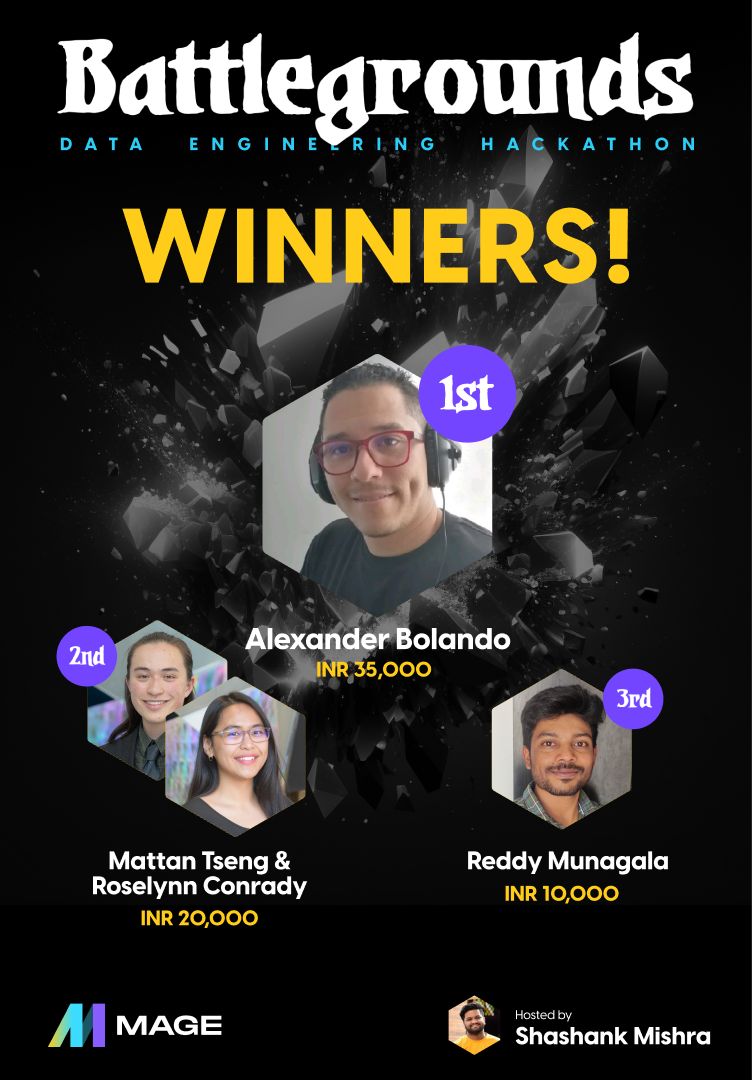 Battlegrounds
DATA ENGINEERING HACKATHON
WINNERS!
1st
Alexander Bolando
INR 35,000
2nd
Mattan Tseng &
Roselynn Conrady
INR 20,000
3rd
Reddy Munagala
INR 10,000
MAGE
Hosted by
Shashank Mishra